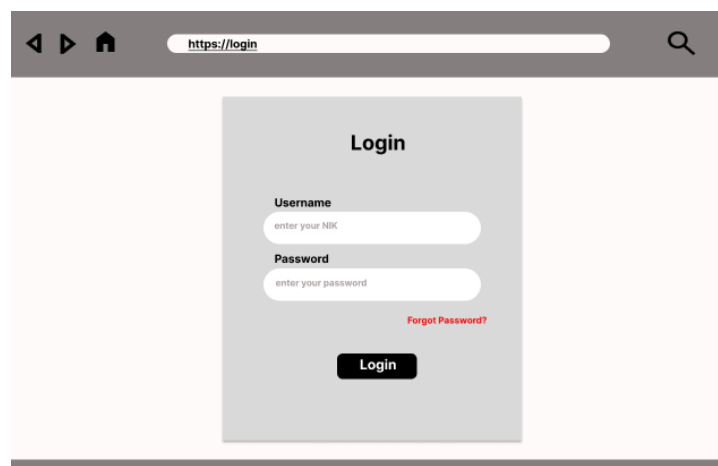 https://login
Login
Username
enter your NIK
Password
enter your password
Forgot Password?
Login